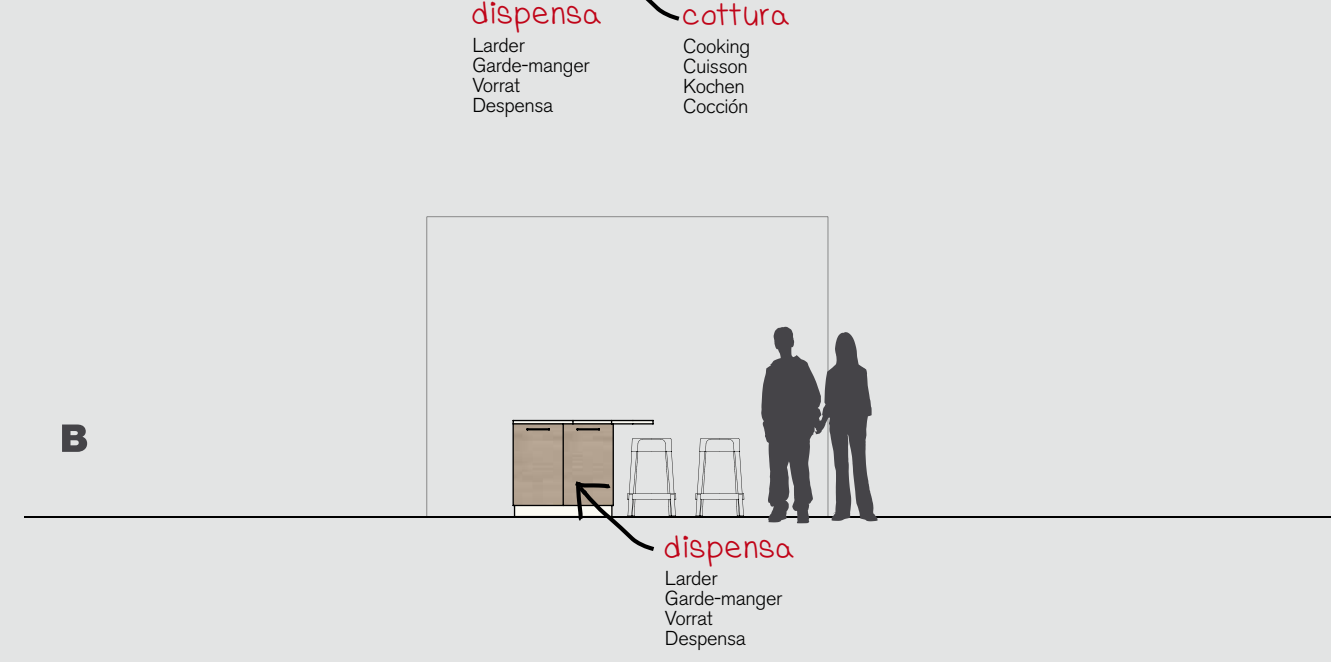 dispensa
Larder
Garde-manger
Vorrat
Despensa
cottura
Cooking
Cuisson
Kochen
Cocción
B
dispensa
Larder
Garde-manger
Vorrat
Despensa